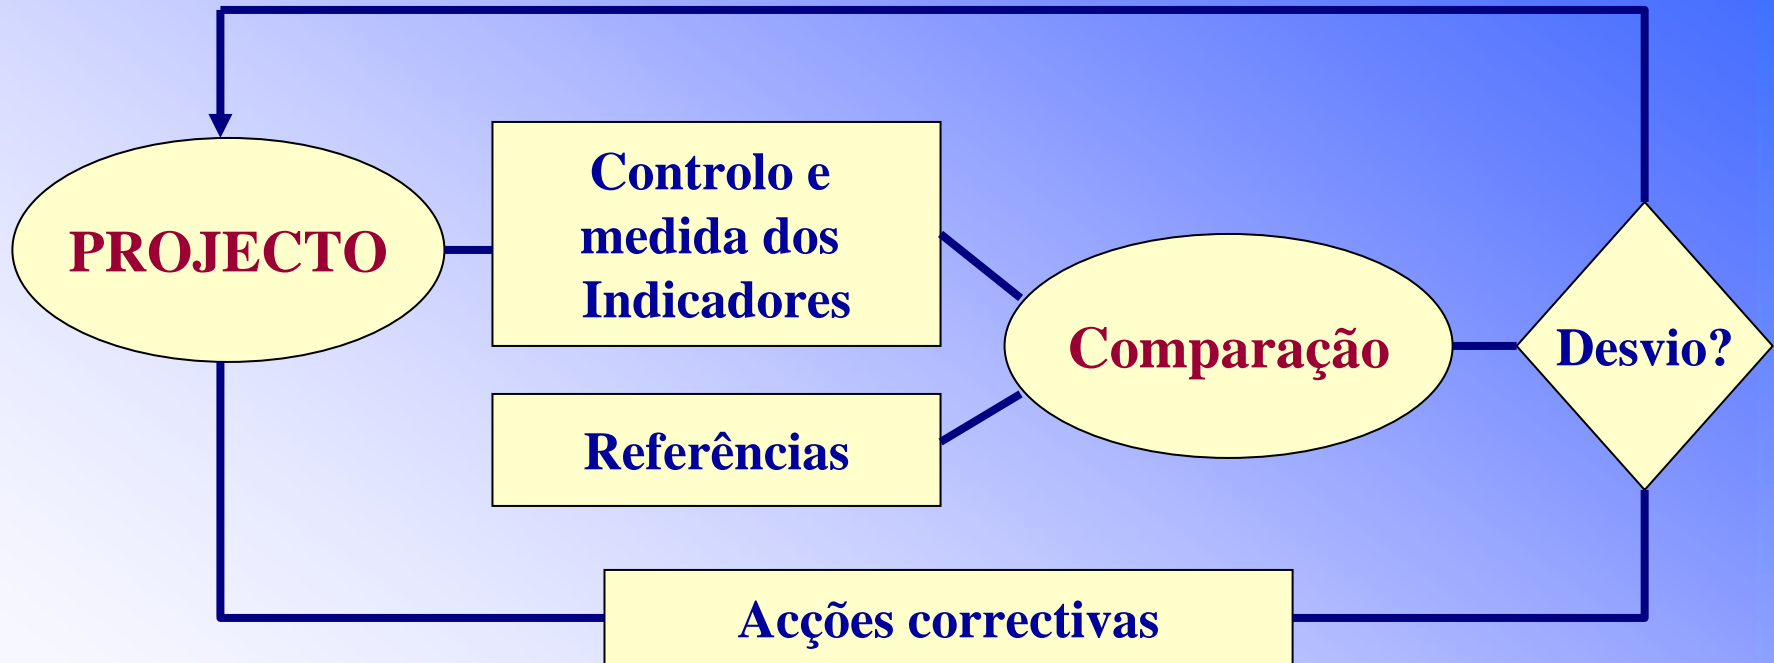 PROJECTO
Controlo e
medida dos
Indicadores
Referências
Comparação
Desvio?
Acções correctivas